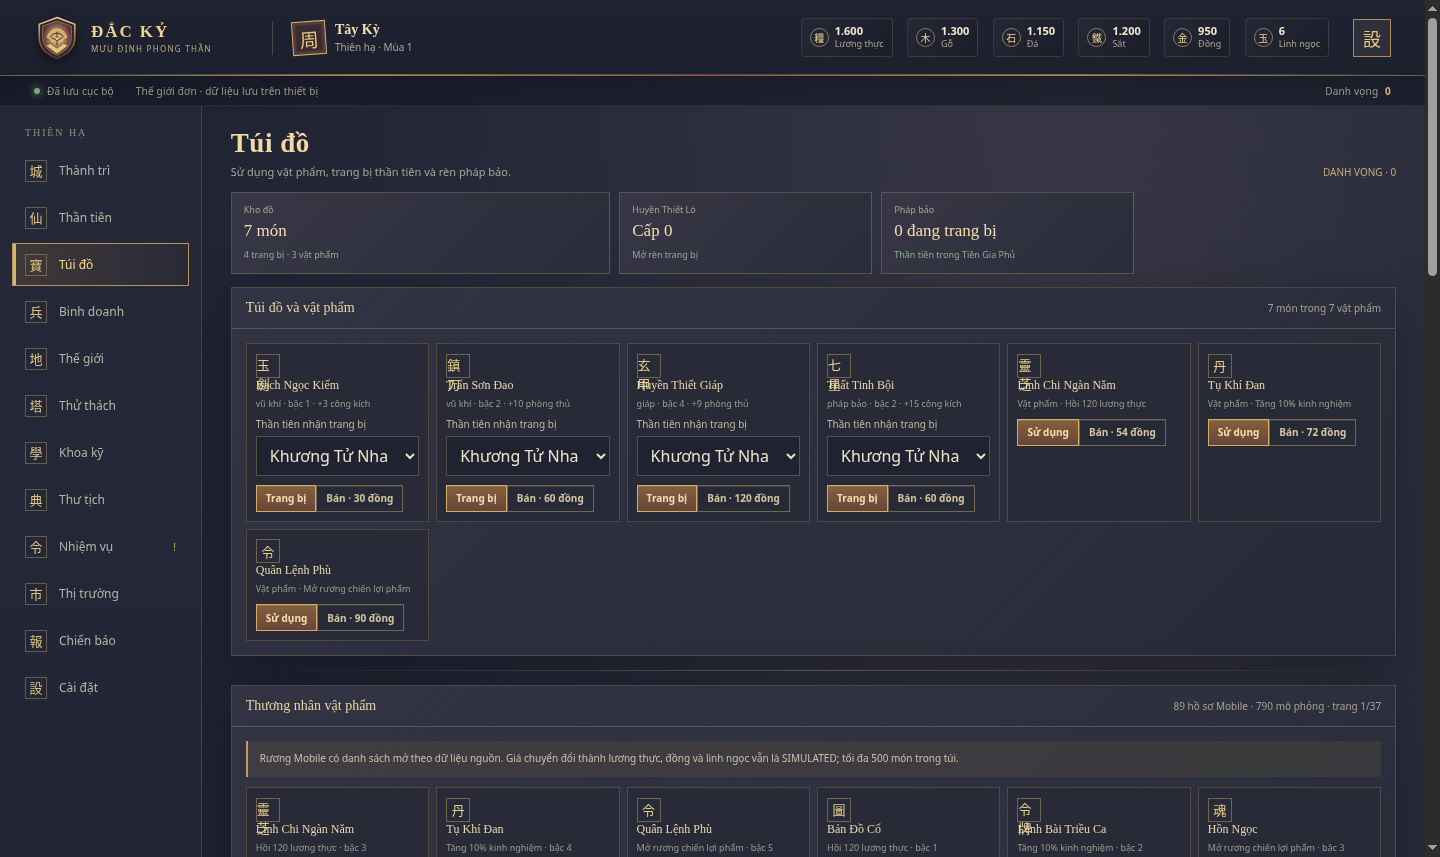 ĐẮC KỶ
MƯU ĐỊNH PHONG THẦN
周
Tây Kỳ
Thiên hạ · Mùa 1
糧 1.600 Lương thực
木 1.300 Gỗ
石 1.150 Đá
鐵 1.200 Sắt
金 950 Đồng
玉 6 Linh ngọc
設
Đã lưu cục bộ
Thế giới đơn · dữ liệu lưu trên thiết bị
Danh vọng 0
THIÊN HẠ
城 Thành trì
仙 Thần tiên
寶 Túi đồ
兵 Binh doanh
地 Thế giới
塔 Thử thách
學 Khoa kỹ
典 Thư tịch
令 Nhiệm vụ !
市 Thị trường
報 Chiến báo
設 Cài đặt
Túi đồ
Sử dụng vật phẩm, trang bị thần tiên và rèn pháp bảo.
DANH VỌNG · 0
Kho đồ
7 món
4 trang bị · 3 vật phẩm
Huyền Thiết Lò
Cấp 0
Mở rèn trang bị
Pháp bảo
0 đang trang bị
Thần tiên trong Tiên Gia Phủ
Túi đồ và vật phẩm
7 món trong 7 vật phẩm
玉劍
Bạch Ngọc Kiếm
vũ khí · bậc 1 · +3 công kích
Thần tiên nhận trang bị
Khương Tử Nha
Trang bị
Bán · 30 đồng
鎮刀
Trấn Sơn Đao
vũ khí · bậc 2 · +10 phòng thủ
Thần tiên nhận trang bị
Khương Tử Nha
Trang bị
Bán · 60 đồng
玄甲
Huyền Thiết Giáp
giáp · bậc 4 · +9 phòng thủ
Thần tiên nhận trang bị
Khương Tử Nha
Trang bị
Bán · 120 đồng
七星
Thất Tinh Bội
pháp bảo · bậc 2 · +15 công kích
Thần tiên nhận trang bị
Khương Tử Nha
Trang bị
Bán · 60 đồng
靈芝
Linh Chi Ngàn Năm
Vật phẩm · Hồi 120 lương thực
Sử dụng
Bán · 54 đồng
丹
Tụ Khí Đan
Vật phẩm · Tăng 10% kinh nghiệm
Sử dụng
Bán · 72 đồng
令
Quân Lệnh Phù
Vật phẩm · Mở rương chiến lợi phẩm
Sử dụng
Bán · 90 đồng
Thương nhân vật phẩm
89 hồ sơ Mobile · 790 mô phỏng · trang 1/37
Rương Mobile có danh sách mở theo dữ liệu nguồn. Giá chuyển đổi thành lương thực, đồng và linh ngọc vẫn là SIMULATED; tối đa 500 món trong túi.
靈芝
Linh Chi Ngàn Năm
Hồi 120 lương thực · bậc 3
丹
Tụ Khí Đan
Tăng 10% kinh nghiệm · bậc 4
令
Quân Lệnh Phù
Mở rương chiến lợi phẩm · bậc 5
圖
Bản Đồ Cổ
Hồi 120 lương thực · bậc 1
令牌
Lệnh Bài Triều Ca
Tăng 10% kinh nghiệm · bậc 2
魂
Hồn Ngọc
Mở rương chiến lợi phẩm · bậc 3